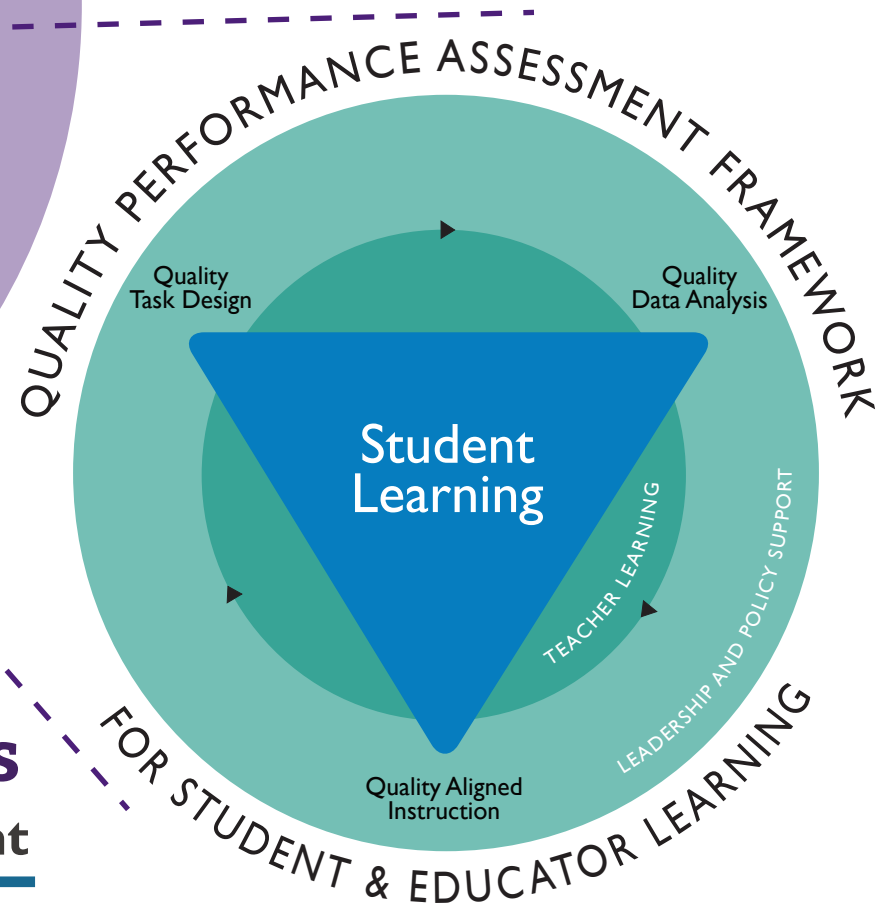 QUALITY PERFORMANCE ASSESSMENT FRAMEWORK
Quality
Task Design
Quality
Data Analysis
Student
Learning
TEACHER LEARNING
LEADERSHIP AND POLICY SUPPORT
Quality Aligned
Instruction
FOR STUDENT & EDUCATOR LEARNING